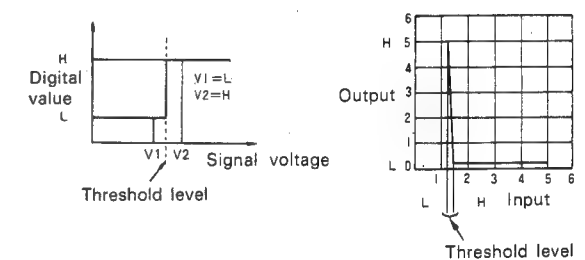 H
Digital
value
L
V1=L
V2=H
V1 V2 Signal voltage
Threshold level
6
H 5
4
Output 3
2
1
L 0
1 2 3 4 5 6
L H Input
Threshold level